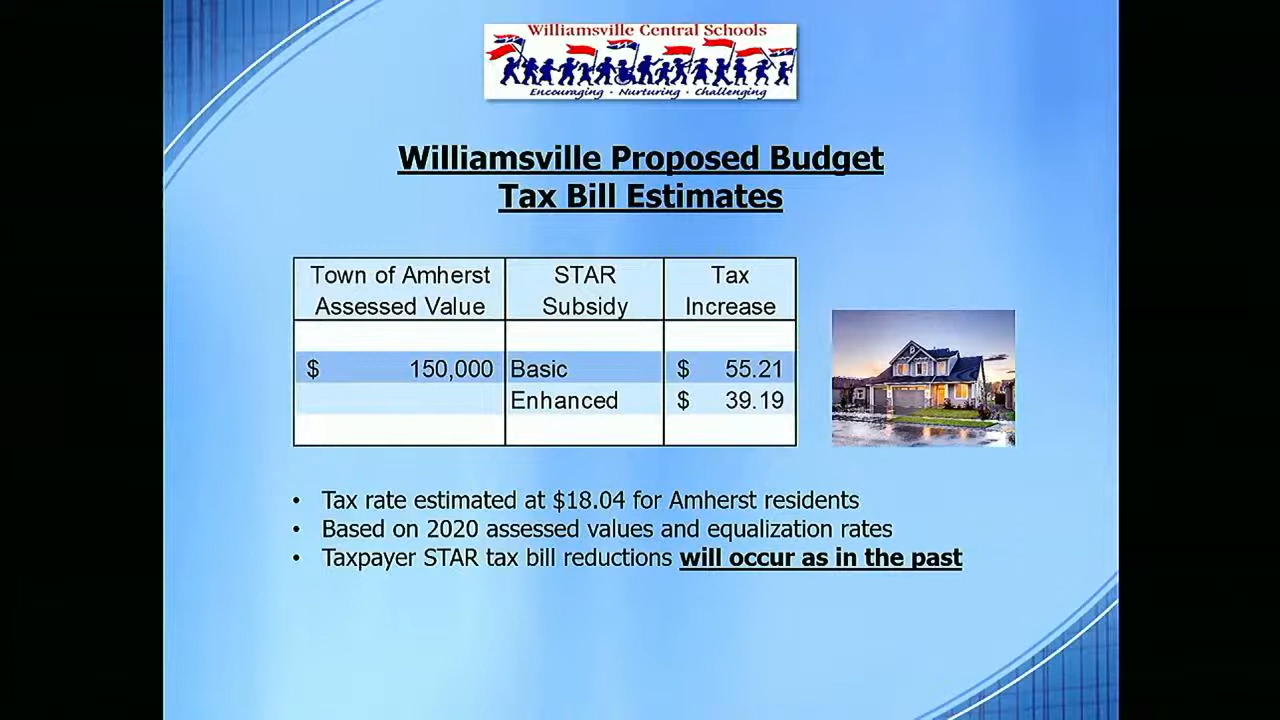 Williamsville Central Schools
Encouraging · Nurturing · Challenging
Williamsville Proposed Budget
Tax Bill Estimates
Town of Amherst Assessed Value STAR Subsidy Tax Increase
$ 150,000 Basic $ 55.21
Enhanced $ 39.19
• Tax rate estimated at $18.04 for Amherst residents
• Based on 2020 assessed values and equalization rates
• Taxpayer STAR tax bill reductions will occur as in the past